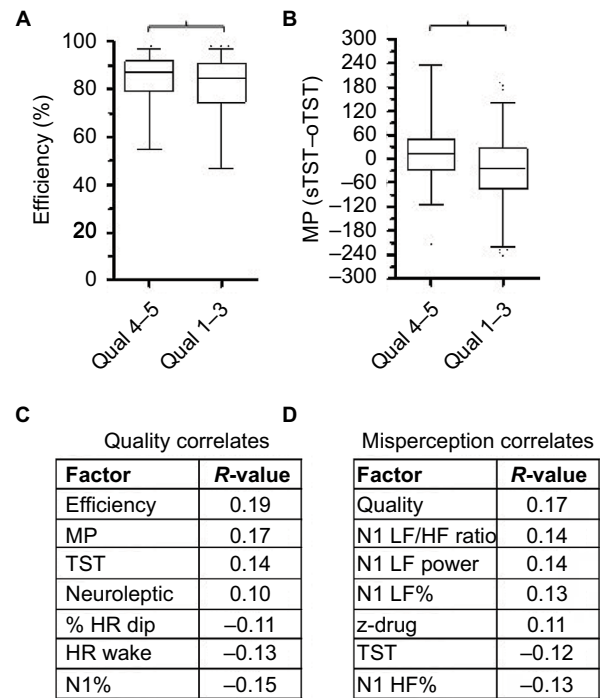 A
B
Efficiency (%)
100
80
60
40
20
0
Qual 4–5
Qual 1–3
MP (sTST–oTST)
300
240
180
120
60
0
–60
–120
–180
–240
–300
Qual 4–5
Qual 1–3
C
Quality correlates
Factor R-value
Efficiency 0.19
MP 0.17
TST 0.14
Neuroleptic 0.10
% HR dip –0.11
HR wake –0.13
N1% –0.15
D
Misperception correlates
Factor R-value
Quality 0.17
N1 LF/HF ratio 0.14
N1 LF power 0.14
N1 LF% 0.13
z-drug 0.11
TST –0.12
N1 HF% –0.13